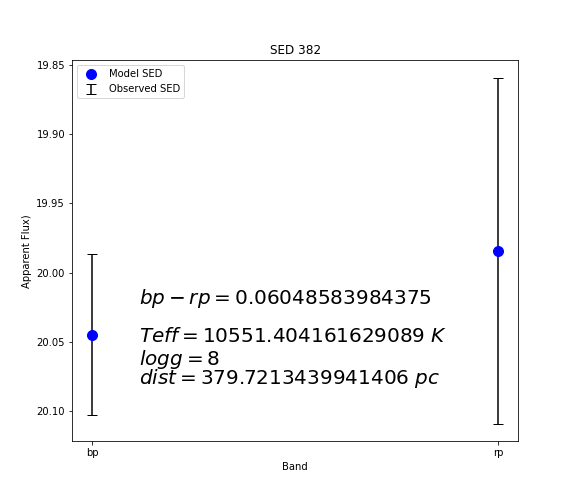 SED 382
Model SED
Observed SED
19.85
19.90
19.95
20.00
20.05
20.10
Apparent Flux)
bp − rp = 0.06048583984375
Teff = 10551.404161629089 K
logg = 8
dist = 379.7213439941406 pc
bp
rp
Band